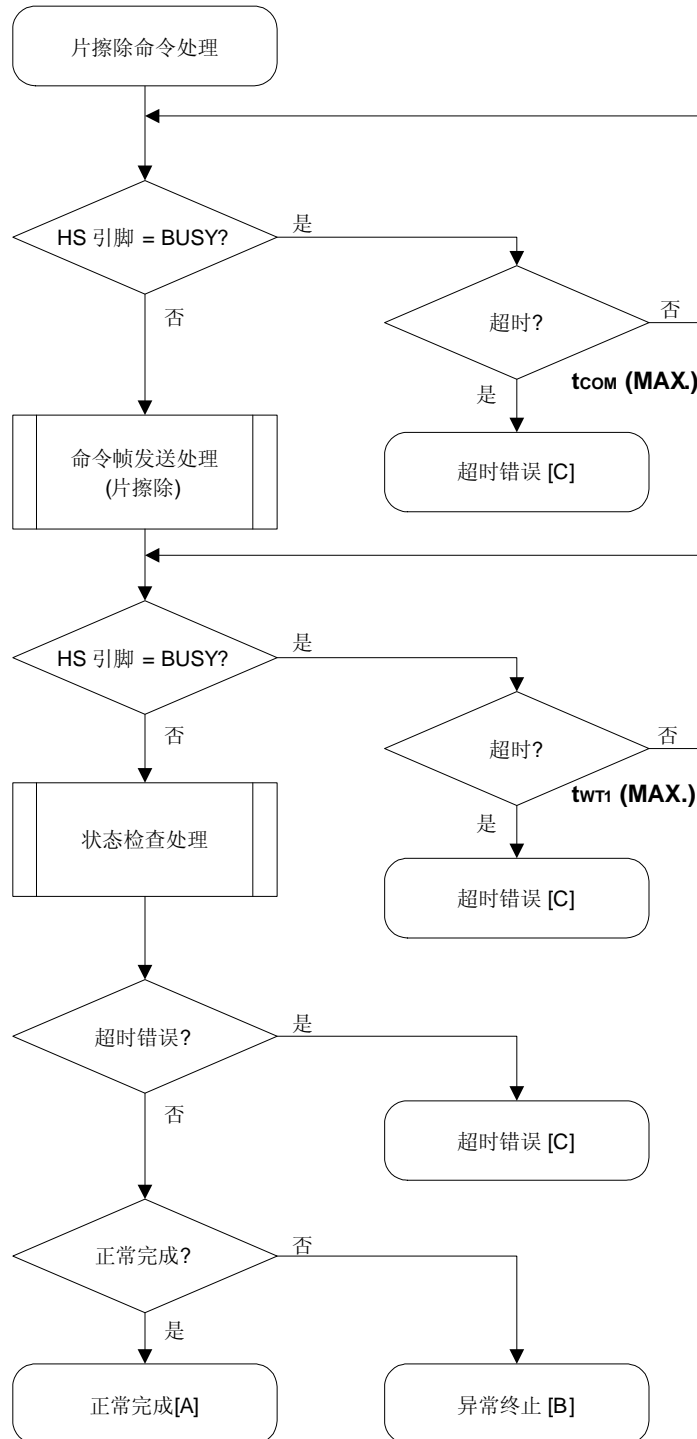 片擦除命令处理
HS 引脚 = BUSY?
是
否
超时?
否
tCOM (MAX.)
是
命令帧发送处理
(片擦除)
超时错误 [C]
HS 引脚 = BUSY?
是
否
超时?
否
tWT1 (MAX.)
是
状态检查处理
超时错误 [C]
超时错误?
是
否
超时错误 [C]
正常完成?
否
是
正常完成[A]
异常终止 [B]